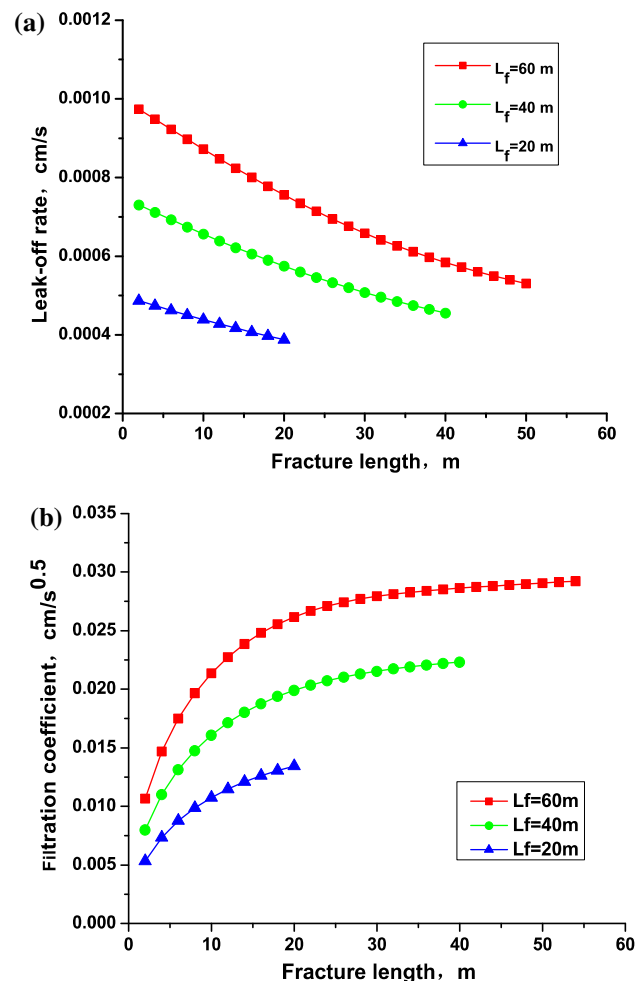 (a)
0.0012
0.0010
0.0008
0.0006
0.0004
0.0002
Leak-off rate，cm/s
L_f=60 m
L_f=40 m
L_f=20 m
0 10 20 30 40 50 60
Fracture length，m
(b)
0.035
0.030
0.025
0.020
0.015
0.010
0.005
0.000
Filtration coefficient，cm/s^0.5
Lf=60m
Lf=40m
Lf=20m
0 10 20 30 40 50 60
Fracture length，m